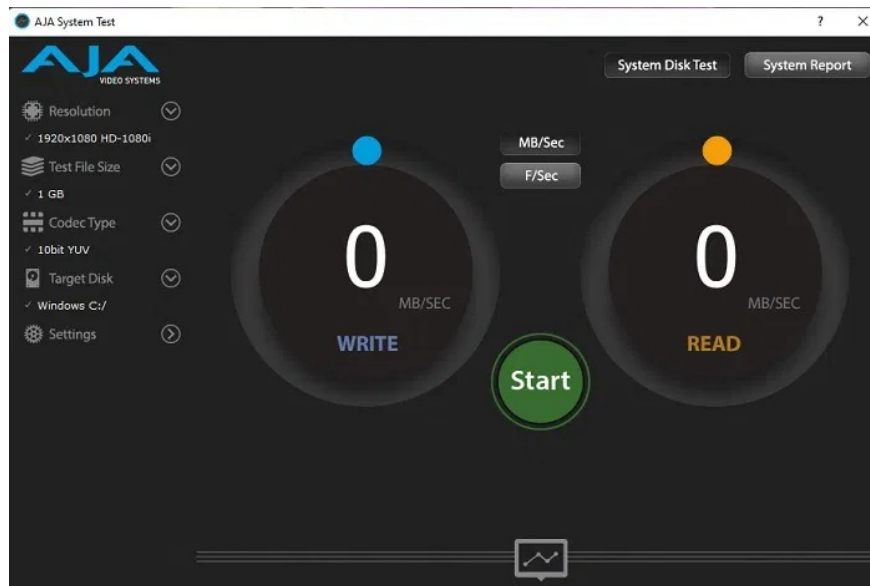 AJA System Test
?
AJA
VIDEO SYSTEMS
System Disk Test
System Report
Resolution
✓ 1920x1080 HD-1080i
Test File Size
✓ 1 GB
Codec Type
✓ 10bit YUV
Target Disk
✓ Windows C:/
Settings
MB/Sec
F/Sec
0
MB/SEC
WRITE
0
MB/SEC
READ
Start